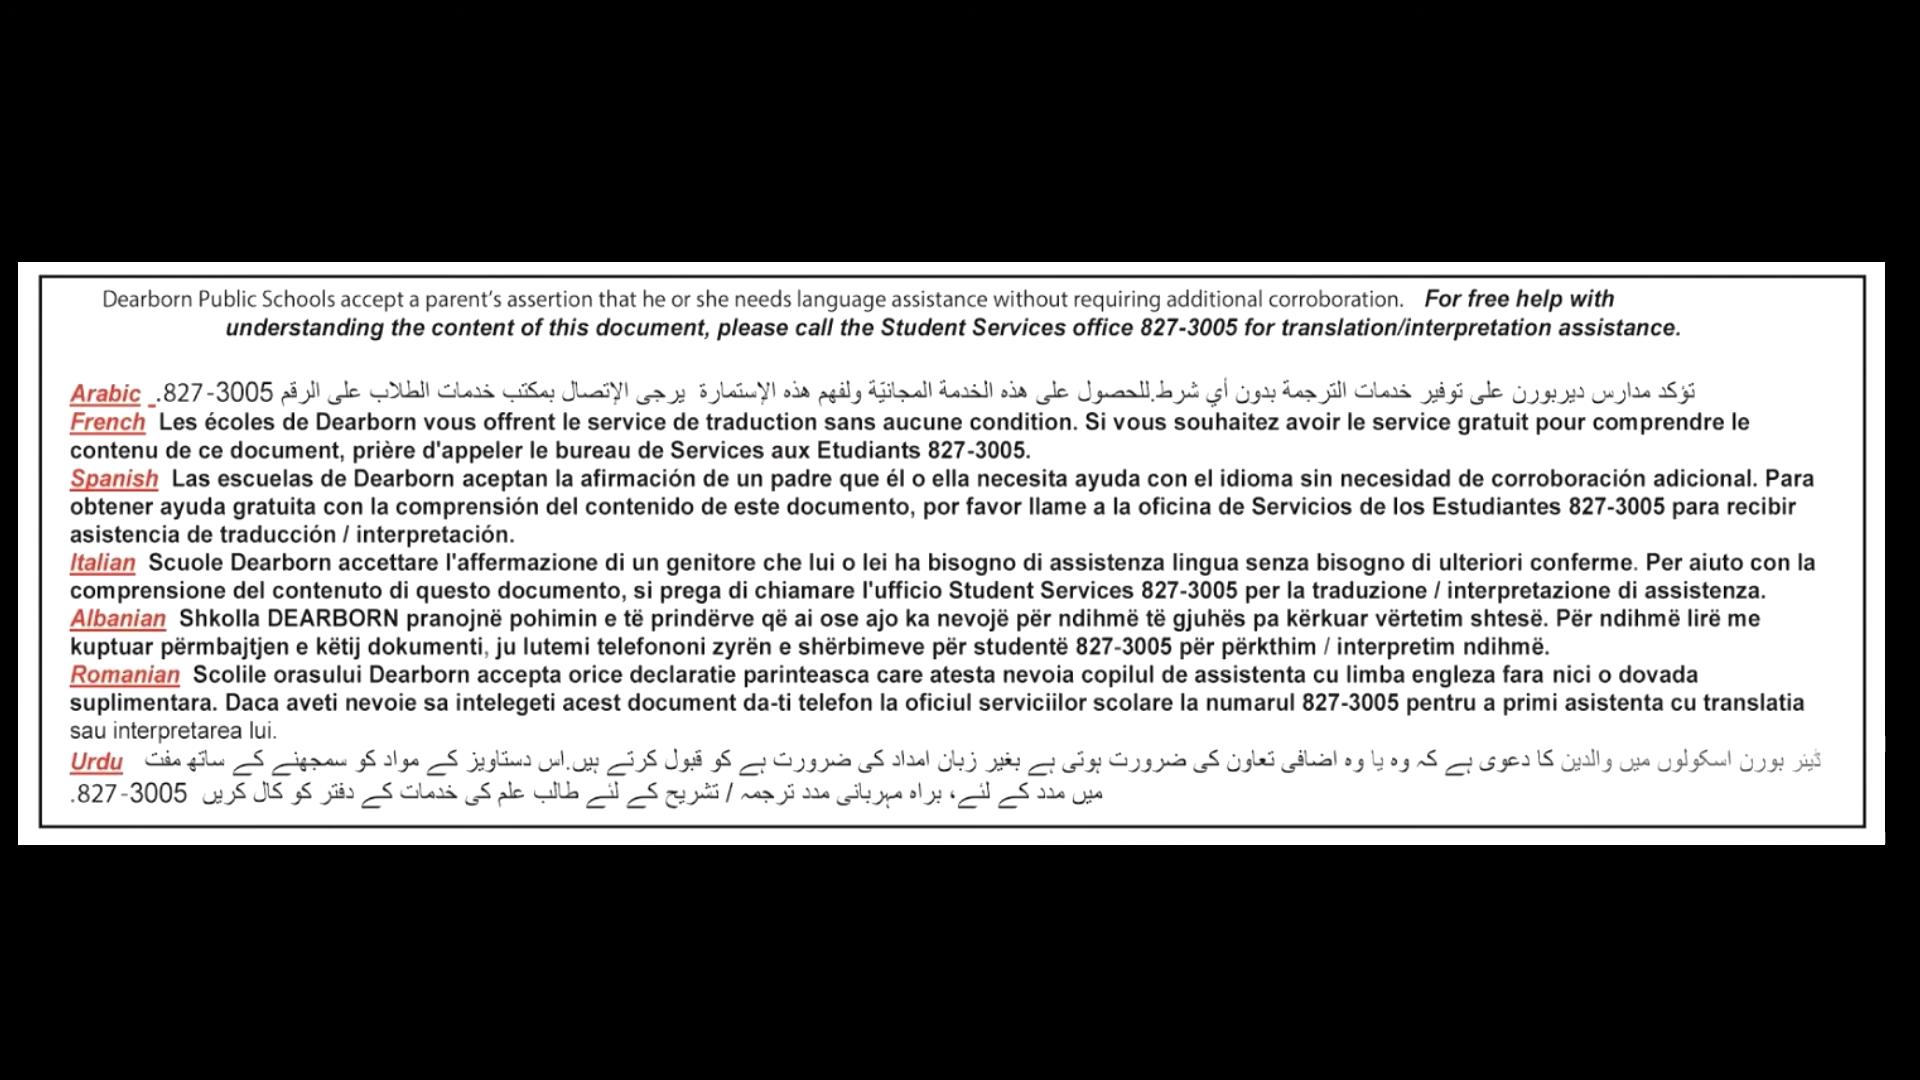 Dearborn Public Schools accept a parent’s assertion that he or she needs language assistance without requiring additional corroboration. For free help with
understanding the content of this document, please call the Student Services office 827-3005 for translation/interpretation assistance.
Arabic تؤكد مدارس ديربورن على توفير خدمات الترجمة بدون أي شرط.للحصول على هذه الخدمة المجانيّة ولفهم هذه الإستمارة يرجى الإتصال بمكتب خدمات الطلاب على الرقم 827-3005.
French Les écoles de Dearborn vous offrent le service de traduction sans aucune condition. Si vous souhaitez avoir le service gratuit pour comprendre le
contenu de ce document, prière d'appeler le bureau de Services aux Etudiants 827-3005.
Spanish Las escuelas de Dearborn aceptan la afirmación de un padre que él o ella necesita ayuda con el idioma sin necesidad de corroboración adicional. Para
obtener ayuda gratuita con la comprensión del contenido de este documento, por favor llame a la oficina de Servicios de los Estudiantes 827-3005 para recibir
asistencia de traducción / interpretación.
Italian Scuole Dearborn accettare l'affermazione di un genitore che lui o lei ha bisogno di assistenza lingua senza bisogno di ulteriori conferme. Per aiuto con la
comprensione del contenuto di questo documento, si prega di chiamare l'ufficio Student Services 827-3005 per la traduzione / interpretazione di assistenza.
Albanian Shkolla DEARBORN pranojnë pohimin e të prindërve që ai ose ajo ka nevojë për ndihmë të gjuhës pa kërkuar vërtetim shtesë. Për ndihmë lirë me
kuptuar përmbajtjen e këtij dokumenti, ju lutemi telefononi zyrën e shërbimeve për studentë 827-3005 për përkthim / interpretim ndihmë.
Romanian Scolile orasului Dearborn accepta orice declaratie parinteasca care atesta nevoia copilul de assistenta cu limba engleza fara nici o dovada
suplimentara. Daca aveti nevoie sa intelegeti acest document da-ti telefon la oficiul serviciilor scolare la numarul 827-3005 pentru a primi asistenta cu translatia
sau interpretarea lui.
Urdu ڈیئر بورن اسکولوں میں والدین کا دعوی ہے کہ وہ یا وہ اضافی تعاون کی ضرورت ہوتی ہے بغیر زبان امداد کی ضرورت ہے کو قبول کرتے ہیں.اس دستاویز کے مواد کو سمجھنے کے ساتھ مفت
میں مدد کے لئے، براہ مہربانی مدد ترجمہ / تشریح کے لئے طالب علم کی خدمات کے دفتر کو کال کریں 827-3005.